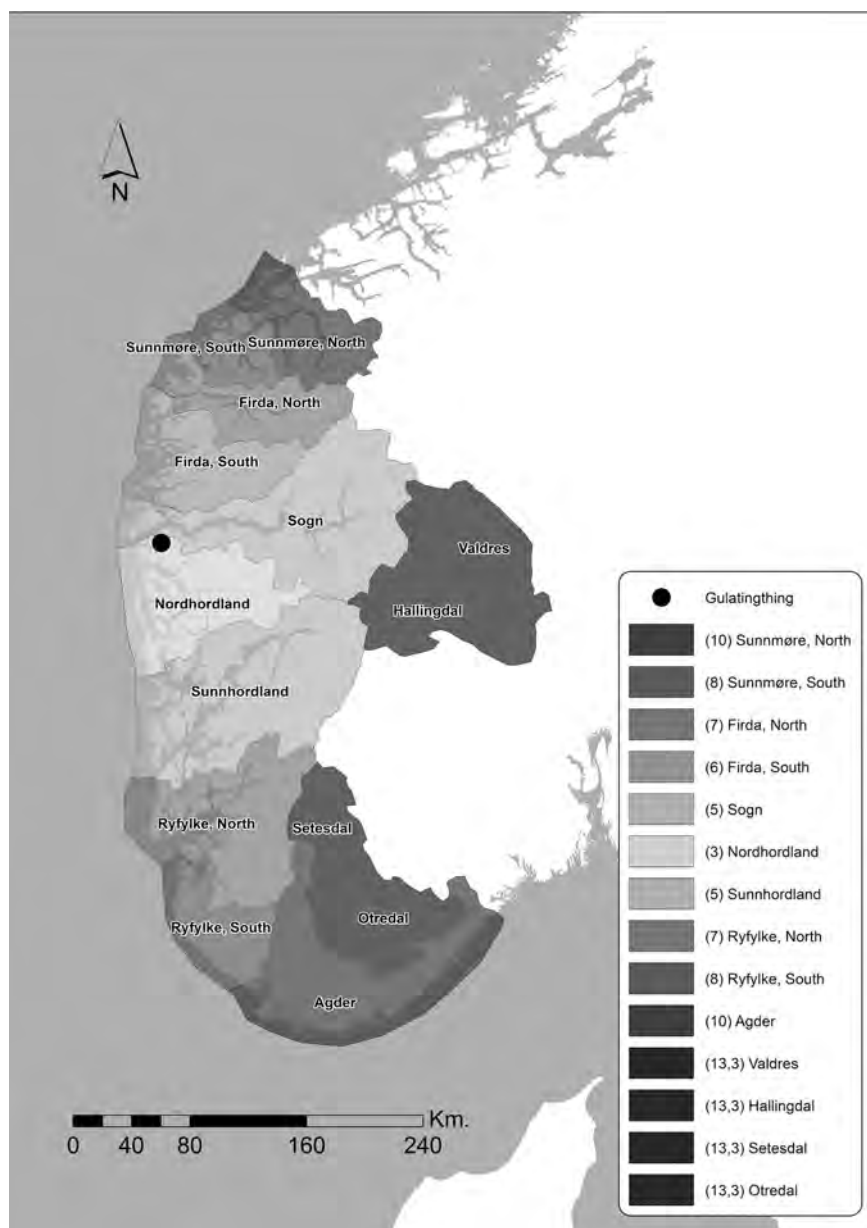 N
Sunnmøre, South
Sunnmøre, North
Firda, North
Firda, South
Sogn
Valdres
Hallingdal
Nordhordland
Sunnhordland
Ryfylke, North
Setesdal
Ryfylke, South
Otredal
Agder
Km.
0 40 80 160 240
Gulatingthing
(10) Sunnmøre, North
(8) Sunnmøre, South
(7) Firda, North
(6) Firda, South
(5) Sogn
(3) Nordhordland
(5) Sunnhordland
(7) Ryfylke, North
(8) Ryfylke, South
(10) Agder
(13,3) Valdres
(13,3) Hallingdal
(13,3) Setesdal
(13,3) Otredal